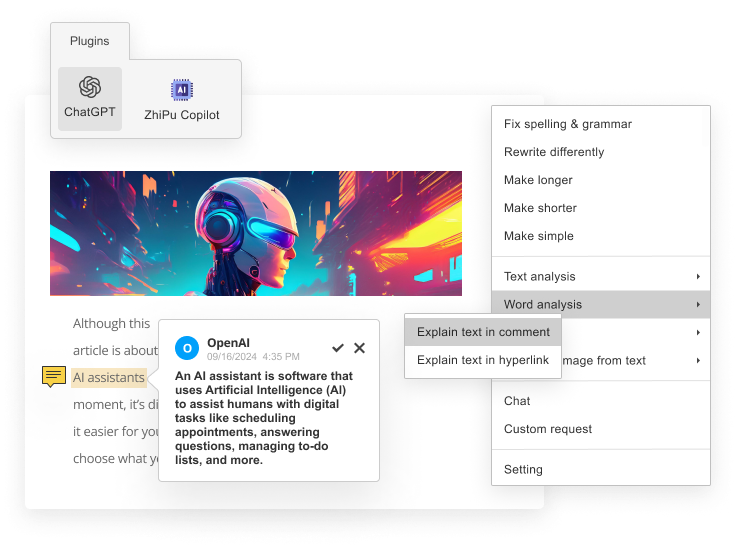 Plugins
ChatGPT
AI
ZhiPu Copilot
Fix spelling & grammar
Rewrite differently
Make longer
Make shorter
Make simple
Text analysis
Word analysis
Explain text in comment
Explain text in hyperlink
image from text
Chat
Custom request
Setting
Although this
article is about
AI assistants
moment, it's
it easier for
choose what
O
OpenAI
09/16/2024 4:35 PM
An AI assistant is software that
uses Artificial Intelligence (AI)
to assist humans with digital
tasks like scheduling
appointments, answering
questions, managing to-do
lists, and more.